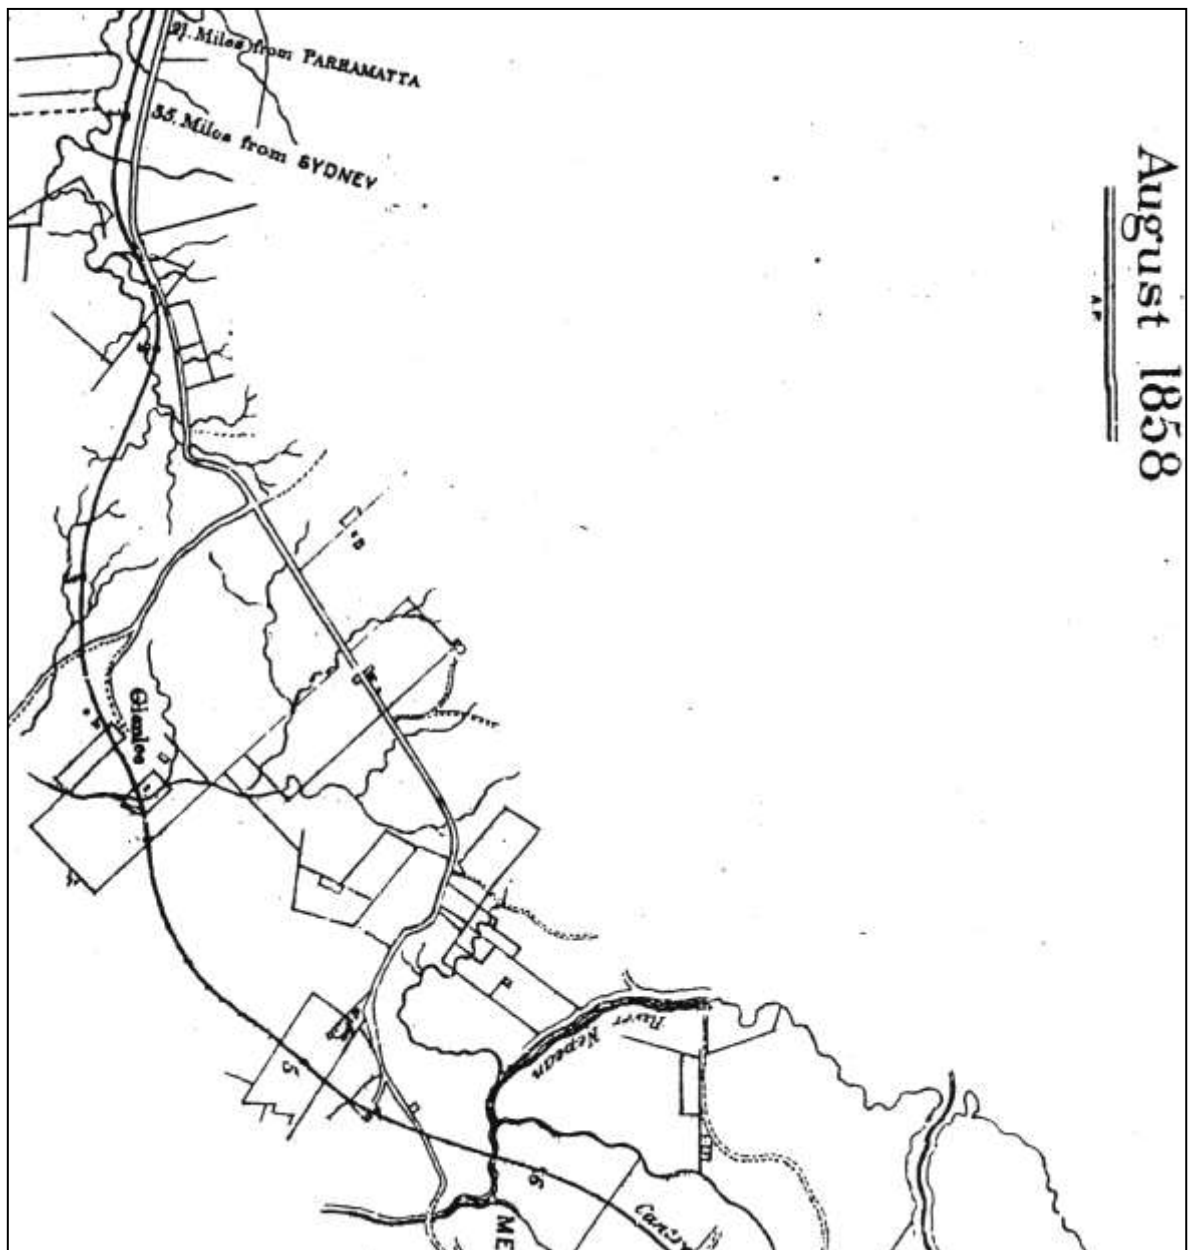 21. Miles from PARRAMATTA
35. Miles from SYDNEY
August 1858
A.P
Glenlee
River Nepean
5
6
ME